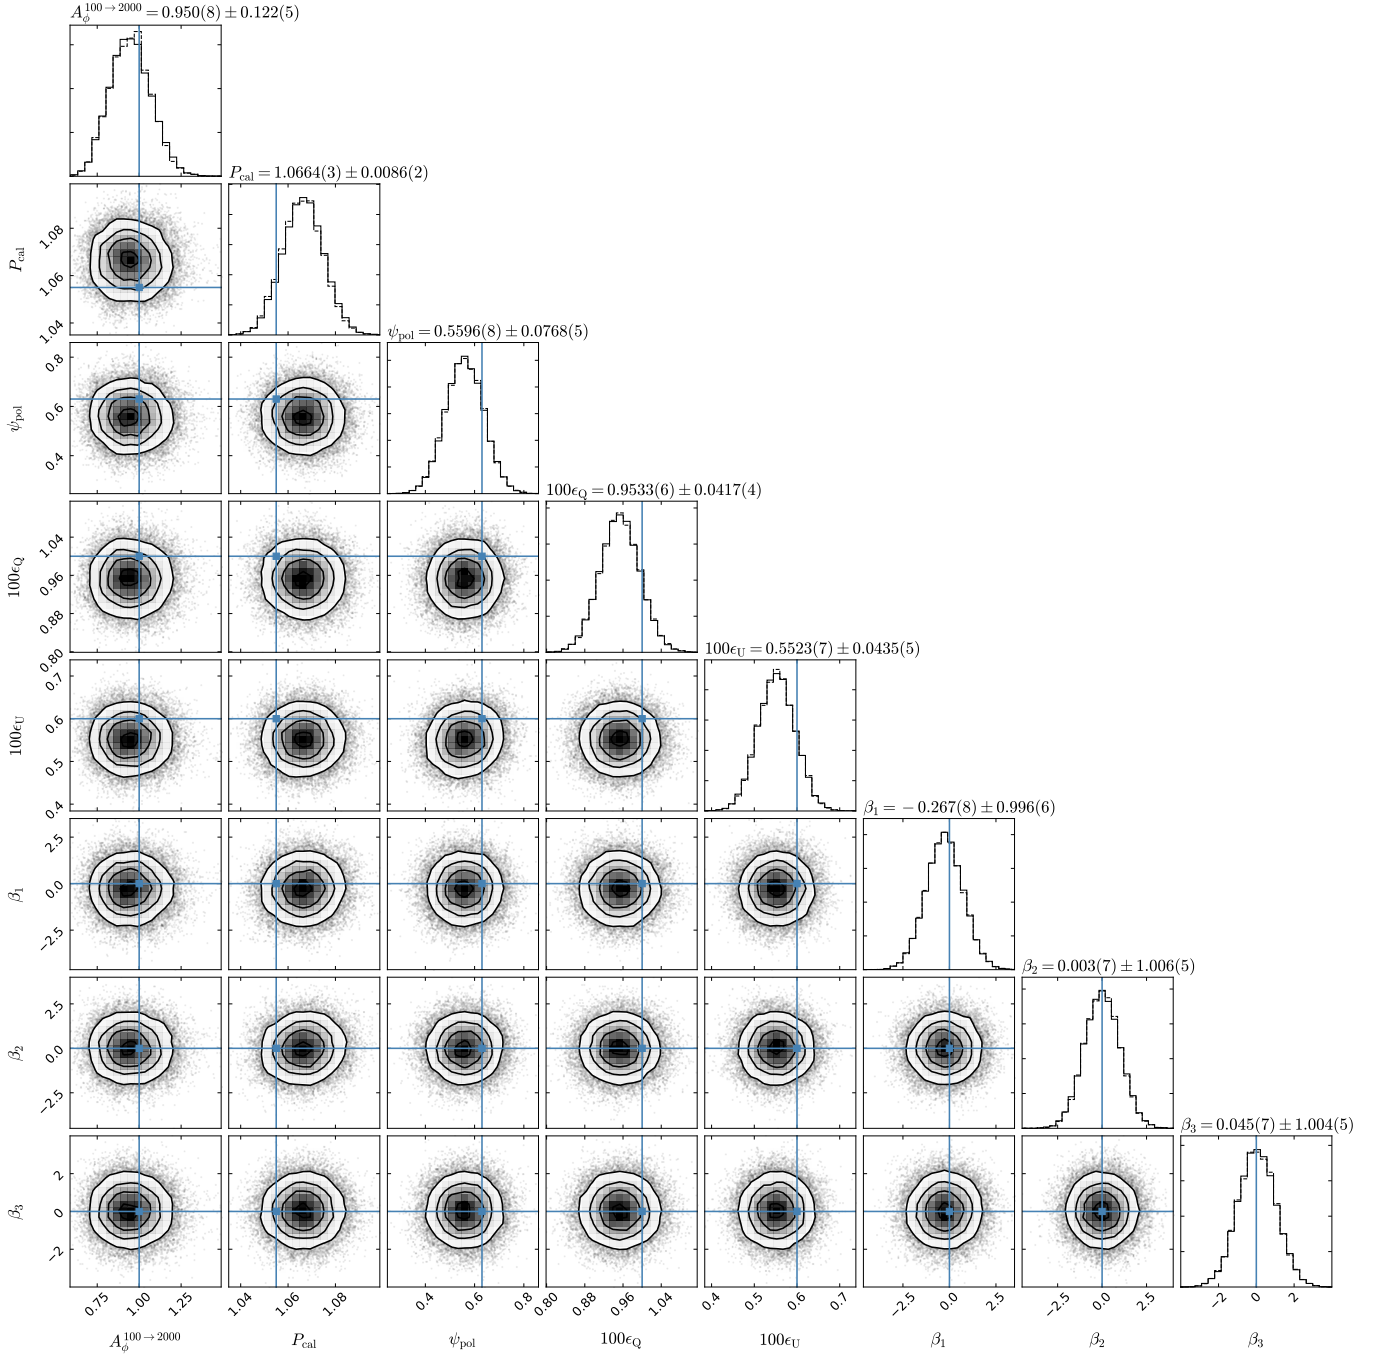 A_ϕ^{100→2000} = 0.950(8) ± 0.122(5)
P_cal = 1.0664(3) ± 0.0086(2)
1.08
1.06
1.04
P_cal
ψ_pol = 0.5596(8) ± 0.0768(5)
0.8
0.6
0.4
ψ_pol
100ϵ_Q = 0.9533(6) ± 0.0417(4)
1.04
0.96
0.88
0.80
100ϵ_Q
100ϵ_U = 0.5523(7) ± 0.0435(5)
0.7
0.6
0.5
0.4
100ϵ_U
β_1 = −0.267(8) ± 0.996(6)
2.5
0.0
−2.5
β_1
β_2 = 0.003(7) ± 1.006(5)
2.5
0.0
−2.5
β_2
β_3 = 0.045(7) ± 1.004(5)
2
0
−2
β_3
0.75 1.00 1.25 1.04 1.06 1.08 0.4 0.6 0.8 0.80 0.88 0.96 1.04 0.4 0.5 0.6 0.7 −2.5 0.0 2.5 −2.5 0.0 2.5 −2 0 2
A_ϕ^{100→2000} P_cal ψ_pol 100ϵ_Q 100ϵ_U β_1 β_2 β_3